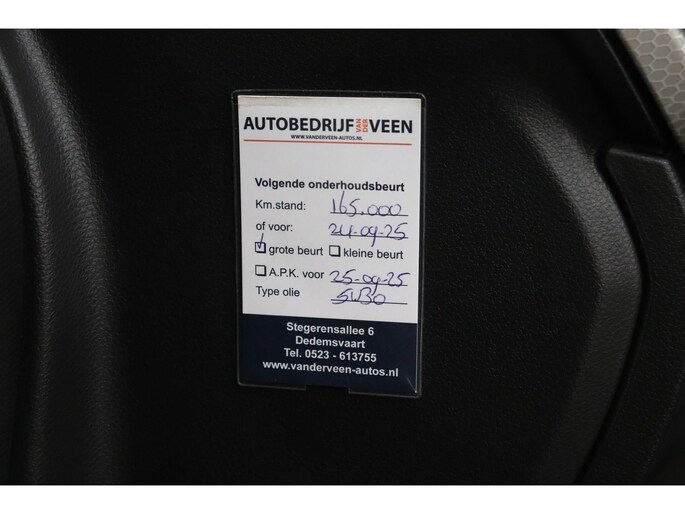 AUTOBEDRIJF VAN DER VEEN
WWW.VANDERVEEN-AUTOS.NL
Volgende onderhoudsbeurt
Km.stand: 165.000
of voor: 24-09-25
grote beurt kleine beurt
A.P.K. voor 25-09-25
Type olie 5W30
Stegerensallee 6
Dedemsvaart
Tel. 0523 - 613755
www.vanderveen-autos.nl